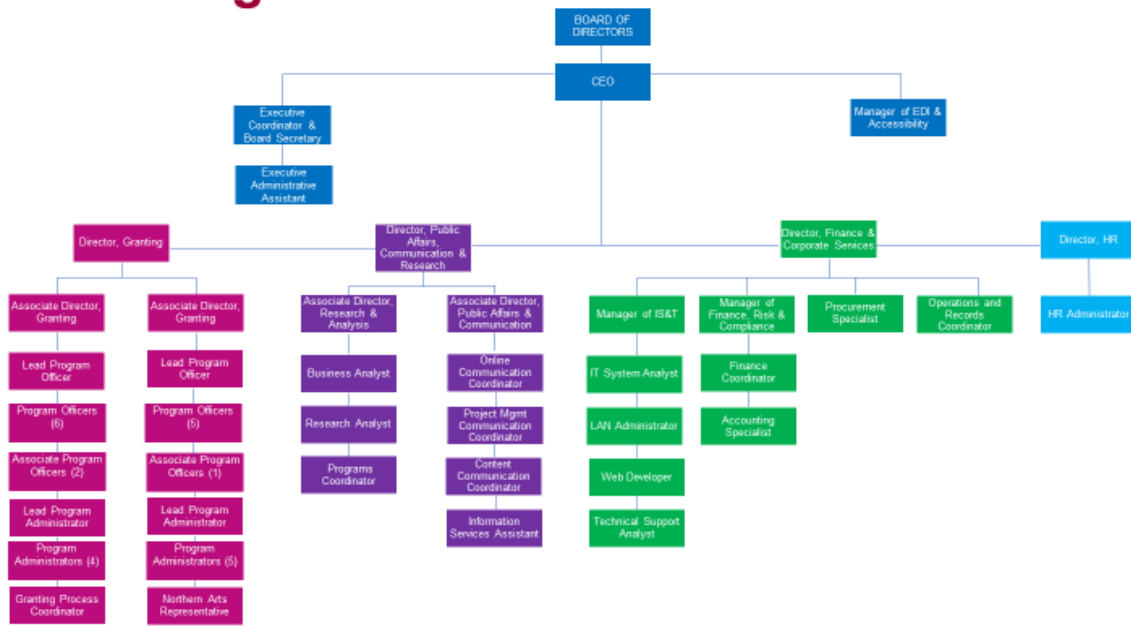 BOARD OF
DIRECTORS
CEO
Executive
Coordinator &
Board Secretary
Manager of EDI &
Accessibility
Executive
Administrative
Assistant
Director, Granting
Director, Public
Affairs,
Communication &
Research
Director, Finance &
Corporate Services
Director, HR
Associate Director,
Granting
Associate Director,
Granting
Associate Director,
Research &
Analysis
Associate Director,
Public Affairs &
Communication
Manager of IS&T
Manager of
Finance, Risk &
Compliance
Procurement
Specialist
Operations and
Records
Coordinator
HR Administrator
Lead Program
Officer
Lead Program
Officer
Business Analyst
Online
Communication
Coordinator
IT System Analyst
Finance
Coordinator
Program Officers
(6)
Program Officers
(5)
Research Analyst
Project Mgmt
Communication
Coordinator
LAN Administrator
Accounting
Specialist
Associate Program
Officers (2)
Associate Program
Officers (1)
Programs
Coordinator
Content
Communication
Coordinator
Web Developer
Lead Program
Administrator
Lead Program
Administrator
Information
Services Assistant
Technical Support
Analyst
Program
Administrators (4)
Program
Administrators (5)
Granting Process
Coordinator
Northern Arts
Representative